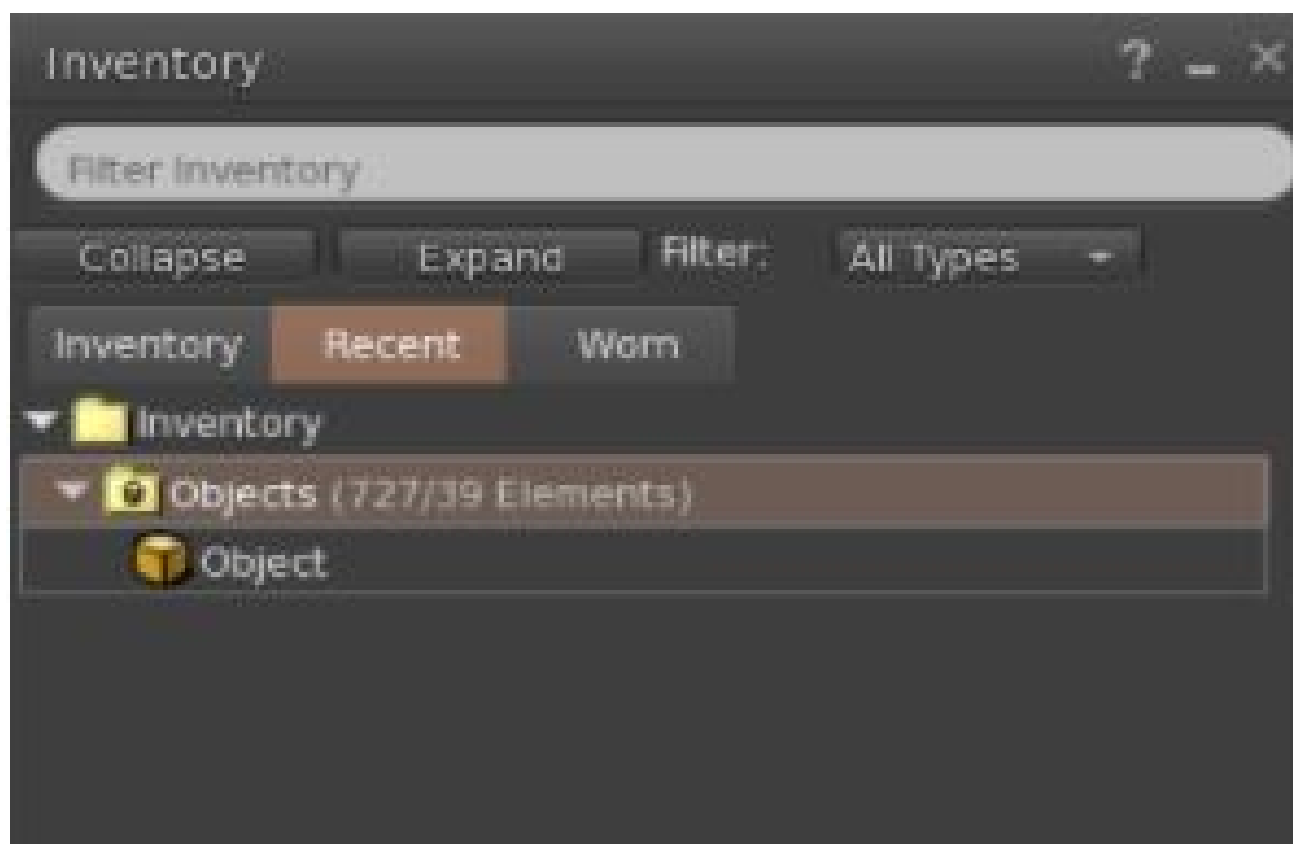 Inventory ? _ ×
Filter Inventory
Collapse Expand Filter: All Types
Inventory Recent Worn
Inventory
Objects (727/39 Elements)
Object